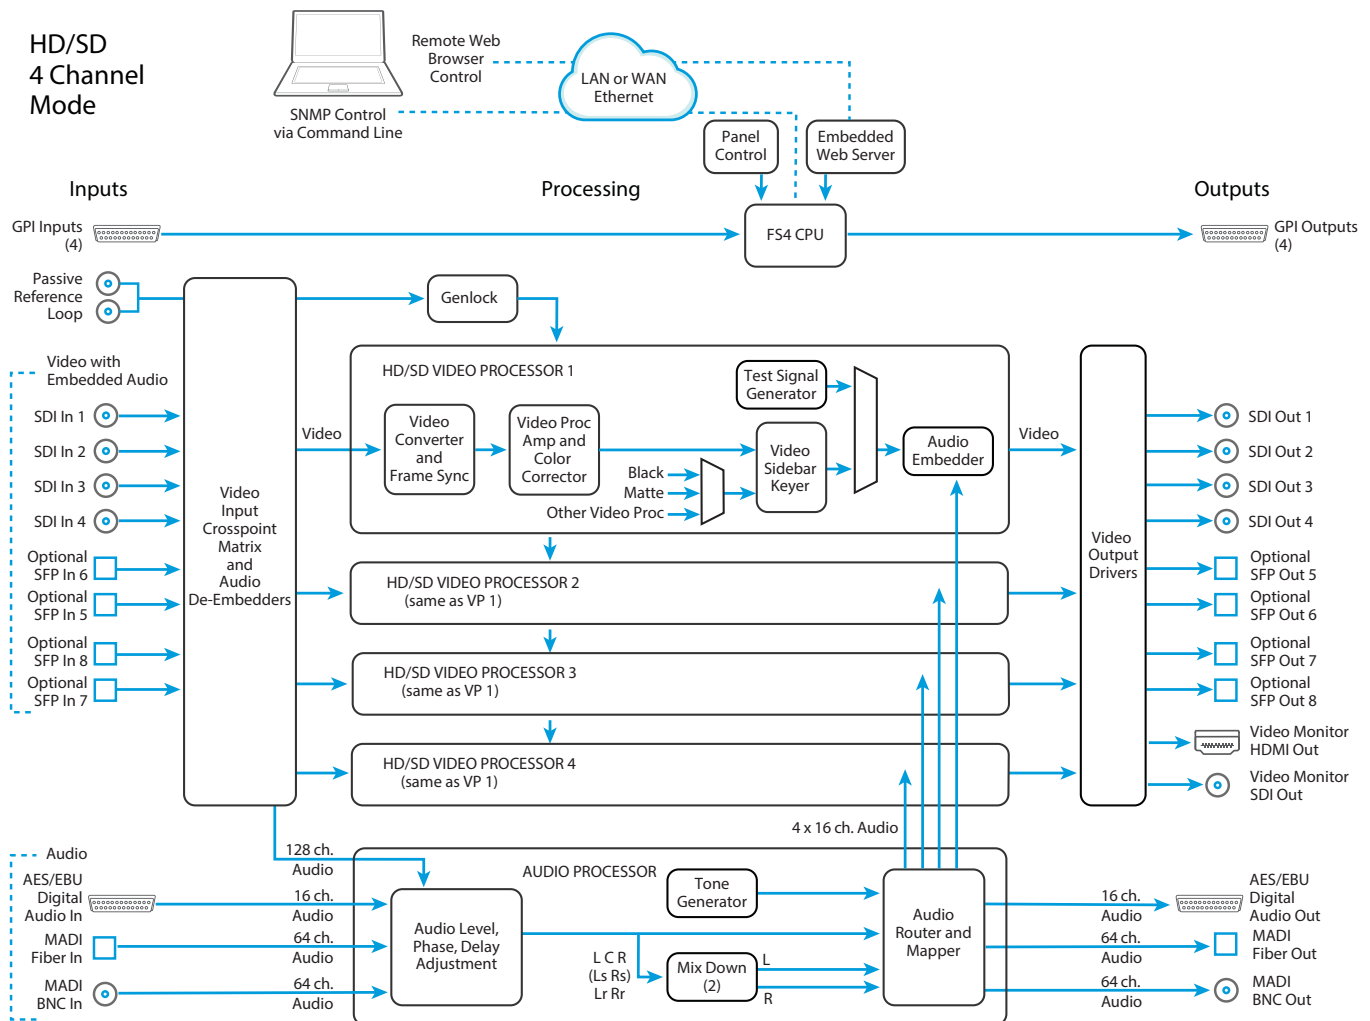 HD/SD
4 Channel
Mode
Remote Web
Browser
Control
SNMP Control
via Command Line
LAN or WAN
Ethernet
Panel
Control
Embedded
Web Server
Inputs
Processing
Outputs
GPI Inputs
(4)
FS4 CPU
GPI Outputs
(4)
Passive
Reference
Loop
Genlock
Video with
Embedded Audio
SDI In 1
SDI In 2
SDI In 3
SDI In 4
Optional
SFP In 6
Optional
SFP In 5
Optional
SFP In 8
Optional
SFP In 7
Video
Input
Crosspoint
Matrix
and
Audio
De-Embedders
Video
HD/SD VIDEO PROCESSOR 1
Video
Converter
and
Frame Sync
Video Proc
Amp and
Color
Corrector
Test Signal
Generator
Black
Matte
Other Video Proc
Video
Sidebar
Keyer
Audio
Embedder
Video
HD/SD VIDEO PROCESSOR 2
(same as VP 1)
HD/SD VIDEO PROCESSOR 3
(same as VP 1)
HD/SD VIDEO PROCESSOR 4
(same as VP 1)
Video
Output
Drivers
SDI Out 1
SDI Out 2
SDI Out 3
SDI Out 4
Optional
SFP Out 5
Optional
SFP Out 6
Optional
SFP Out 7
Optional
SFP Out 8
Video Monitor
HDMI Out
Video Monitor
SDI Out
4 x 16 ch. Audio
Audio
AES/EBU
Digital
Audio In
MADI
Fiber In
MADI
BNC In
128 ch.
Audio
16 ch.
Audio
64 ch.
Audio
64 ch.
Audio
AUDIO PROCESSOR
Audio Level,
Phase, Delay
Adjustment
Tone
Generator
L C R
(Ls Rs)
Lr Rr
Mix Down
(2)
L
R
Audio
Router and
Mapper
16 ch.
Audio
64 ch.
Audio
64 ch.
Audio
AES/EBU
Digital
Audio Out
MADI
Fiber Out
MADI
BNC Out